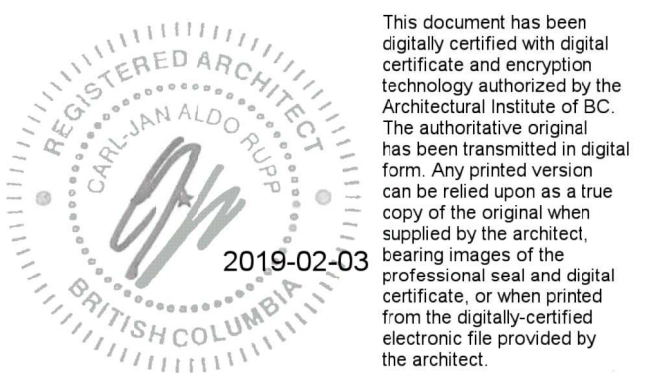 REGISTERED ARCHITECT
CARL-JAN ALDO RUPP
2019-02-03
BRITISH COLUMBIA
This document has been
digitally certified with digital
certificate and encryption
technology authorized by the
Architectural Institute of BC.
The authoritative original
has been transmitted in digital
form. Any printed version
can be relied upon as a true
copy of the original when
supplied by the architect,
bearing images of the
professional seal and digital
certificate, or when printed
from the digitally-certified
electronic file provided by
the architect.